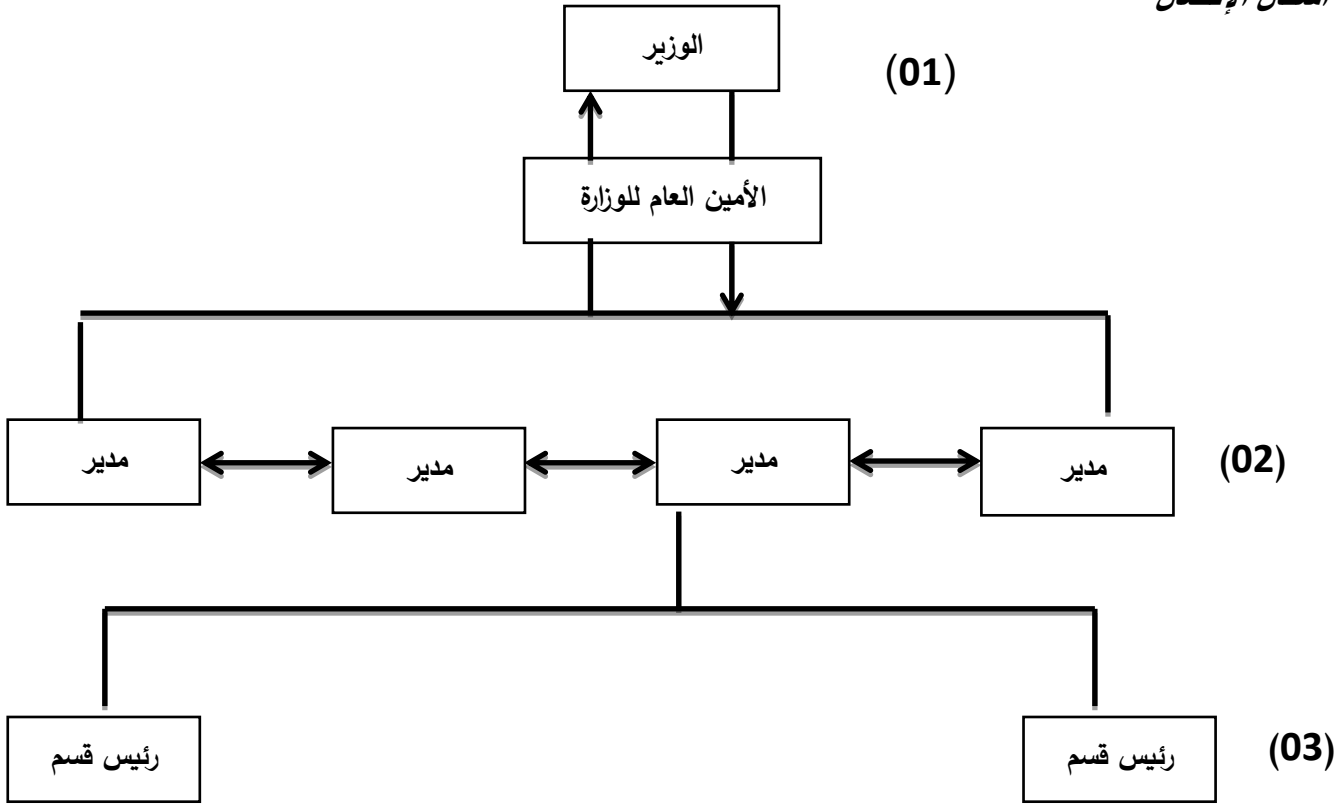 الوزير
(01)
الأمين العام للوزارة
مدير
مدير
مدير
مدير
(02)
رئيس قسم
رئيس قسم
(03)